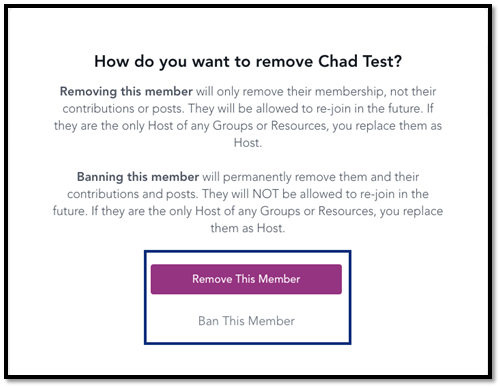 How do you want to remove Chad Test?
Removing this member will only remove their membership, not their
contributions or posts. They will be allowed to re-join in the future. If
they are the only Host of any Groups or Resources, you replace them as
Host.
Banning this member will permanently remove them and their
contributions and posts. They will NOT be allowed to re-join in the
future. If they are the only Host of any Groups or Resources, you replace
them as Host.
Remove This Member
Ban This Member